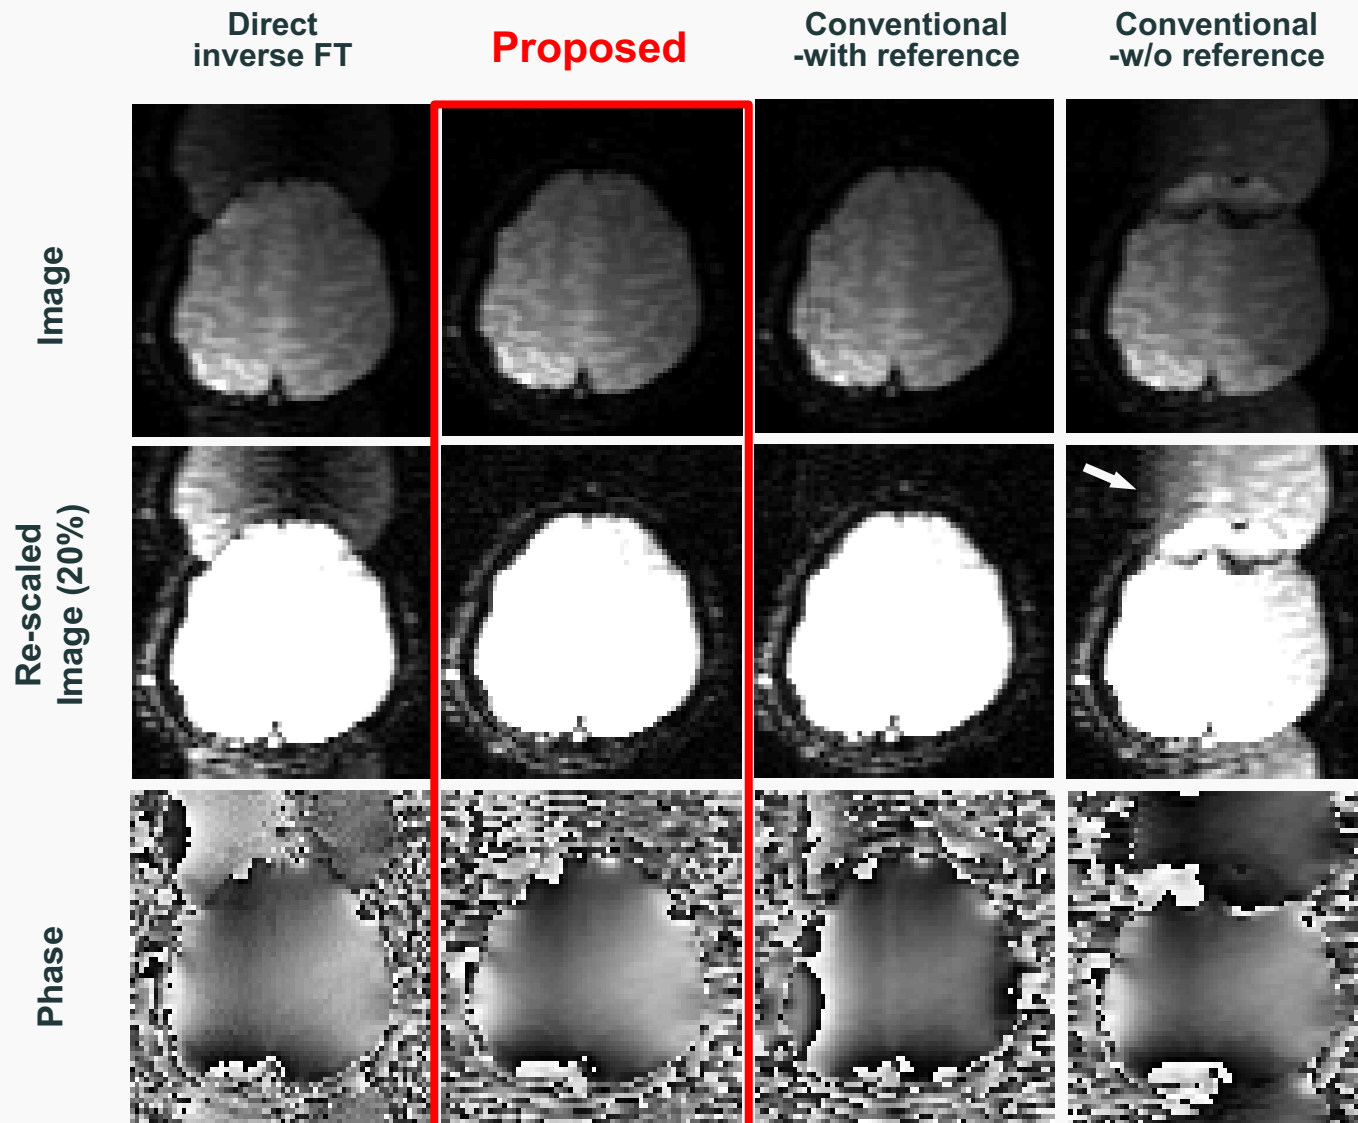 Direct
inverse FT
Proposed
Conventional
-with reference
Conventional
-w/o reference
Image
Re-scaled
Image (20%)
Phase